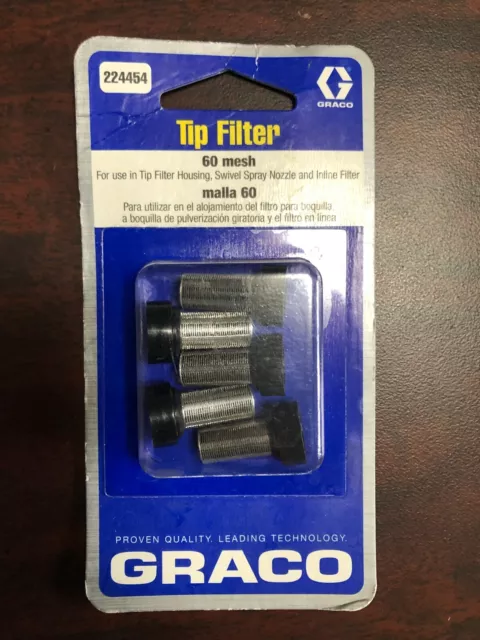 224454
GRACO
Tip Filter
60 mesh
For use in Tip Filter Housing, Swivel Spray Nozzle and Inline Filter
malla 60
Para utilizar en el alojamiento del filtro para boquilla,
a boquilla de pulverización giratoria y el filtro en línea
PROVEN QUALITY. LEADING TECHNOLOGY.
GRACO